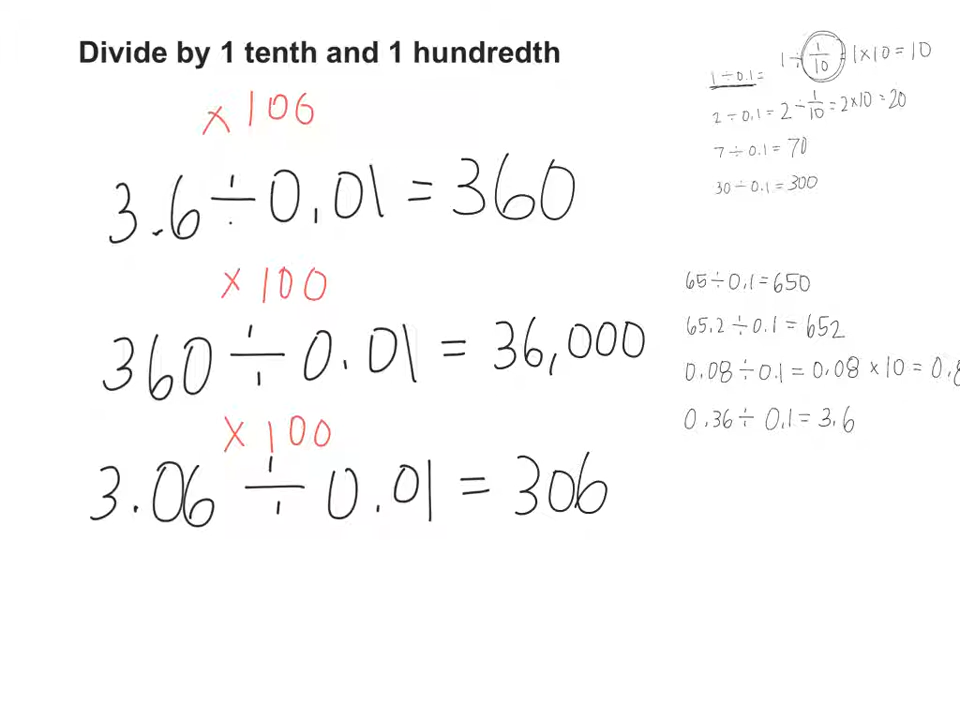 Divide by 1 tenth and 1 hundredth
× 106
3.6 ÷ 0.01 = 360
× 100
360 ÷ 0.01 = 36,000
× 100
3.06 ÷ 0.01 = 306
1 ÷ 0.1 = 1 ÷ 1/10 = 1 × 10 = 10
2 ÷ 0.1 = 2 ÷ 1/10 = 2 × 10 = 20
7 ÷ 0.1 = 70
30 ÷ 0.1 = 300
65 ÷ 0.1 = 650
65.2 ÷ 0.1 = 652
0.08 ÷ 0.1 = 0.08 × 10 = 0.8
0.36 ÷ 0.1 = 3.6